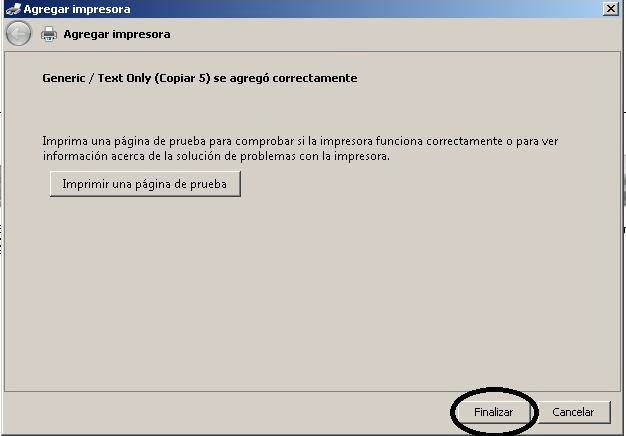 Agregar impresora
Agregar impresora
Generic / Text Only (Copiar 5) se agregó correctamente
Imprima una página de prueba para comprobar si la impresora funciona correctamente o para ver
información acerca de la solución de problemas con la impresora.
Imprimir una página de prueba
Finalizar
Cancelar